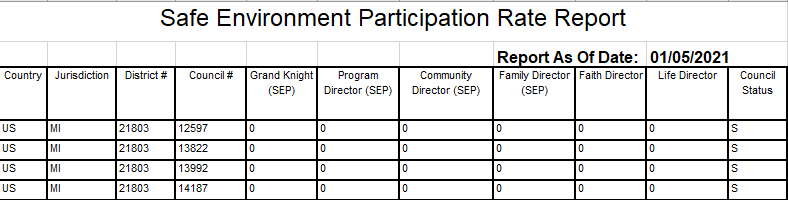 Safe Environment Participation Rate Report
Report As Of Date: 01/05/2021
Country Jurisdiction District # Council # Grand Knight (SEP) Program Director (SEP) Community Director (SEP) Family Director (SEP) Faith Director Life Director Council Status
US MI 21803 12597 0 0 0 0 0 0 S
US MI 21803 13822 0 0 0 0 0 0 S
US MI 21803 13992 0 0 0 0 0 0 S
US MI 21803 14187 0 0 0 0 0 0 S